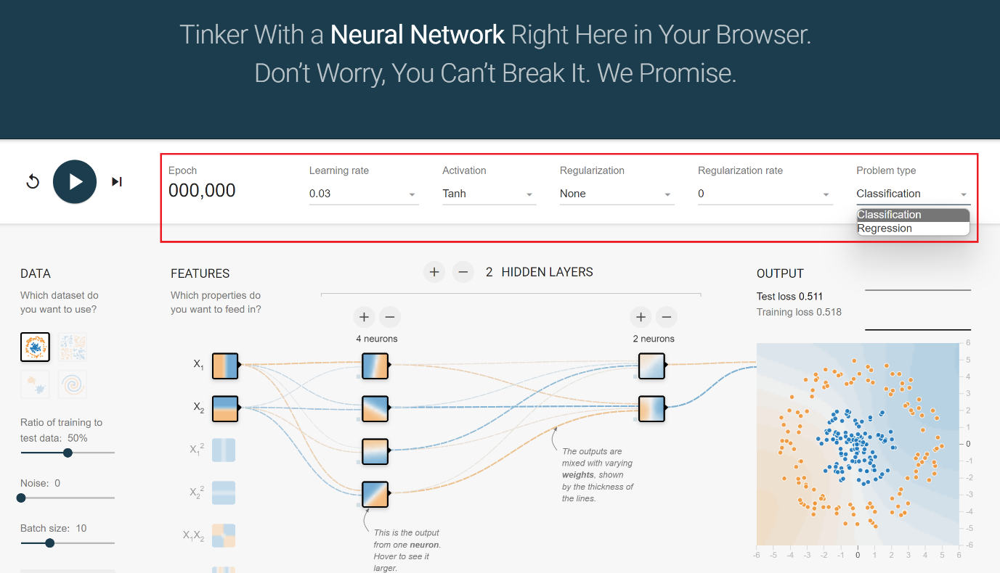 Tinker With a Neural Network Right Here in Your Browser.
Don't Worry, You Can't Break It. We Promise.
Epoch
000,000
Learning rate
0.03
Activation
Tanh
Regularization
None
Regularization rate
0
Problem type
Classification
Classification
Regression
DATA
Which dataset do
you want to use?
Ratio of training to
test data: 50%
Noise: 0
Batch size: 10
FEATURES
Which properties do
you want to feed in?
X₁
X₂
X₁²
X₂²
X₁X₂
+ − 2 HIDDEN LAYERS
+ −
4 neurons
+ −
2 neurons
The outputs are
mixed with varying
weights, shown
by the thickness of
the lines.
This is the output
from one neuron.
Hover to see it
larger.
OUTPUT
Test loss 0.511
Training loss 0.518
6
5
4
3
2
1
0
-1
-2
-3
-4
-5
-6
-6 -5 -4 -3 -2 -1 0 1 2 3 4 5 6